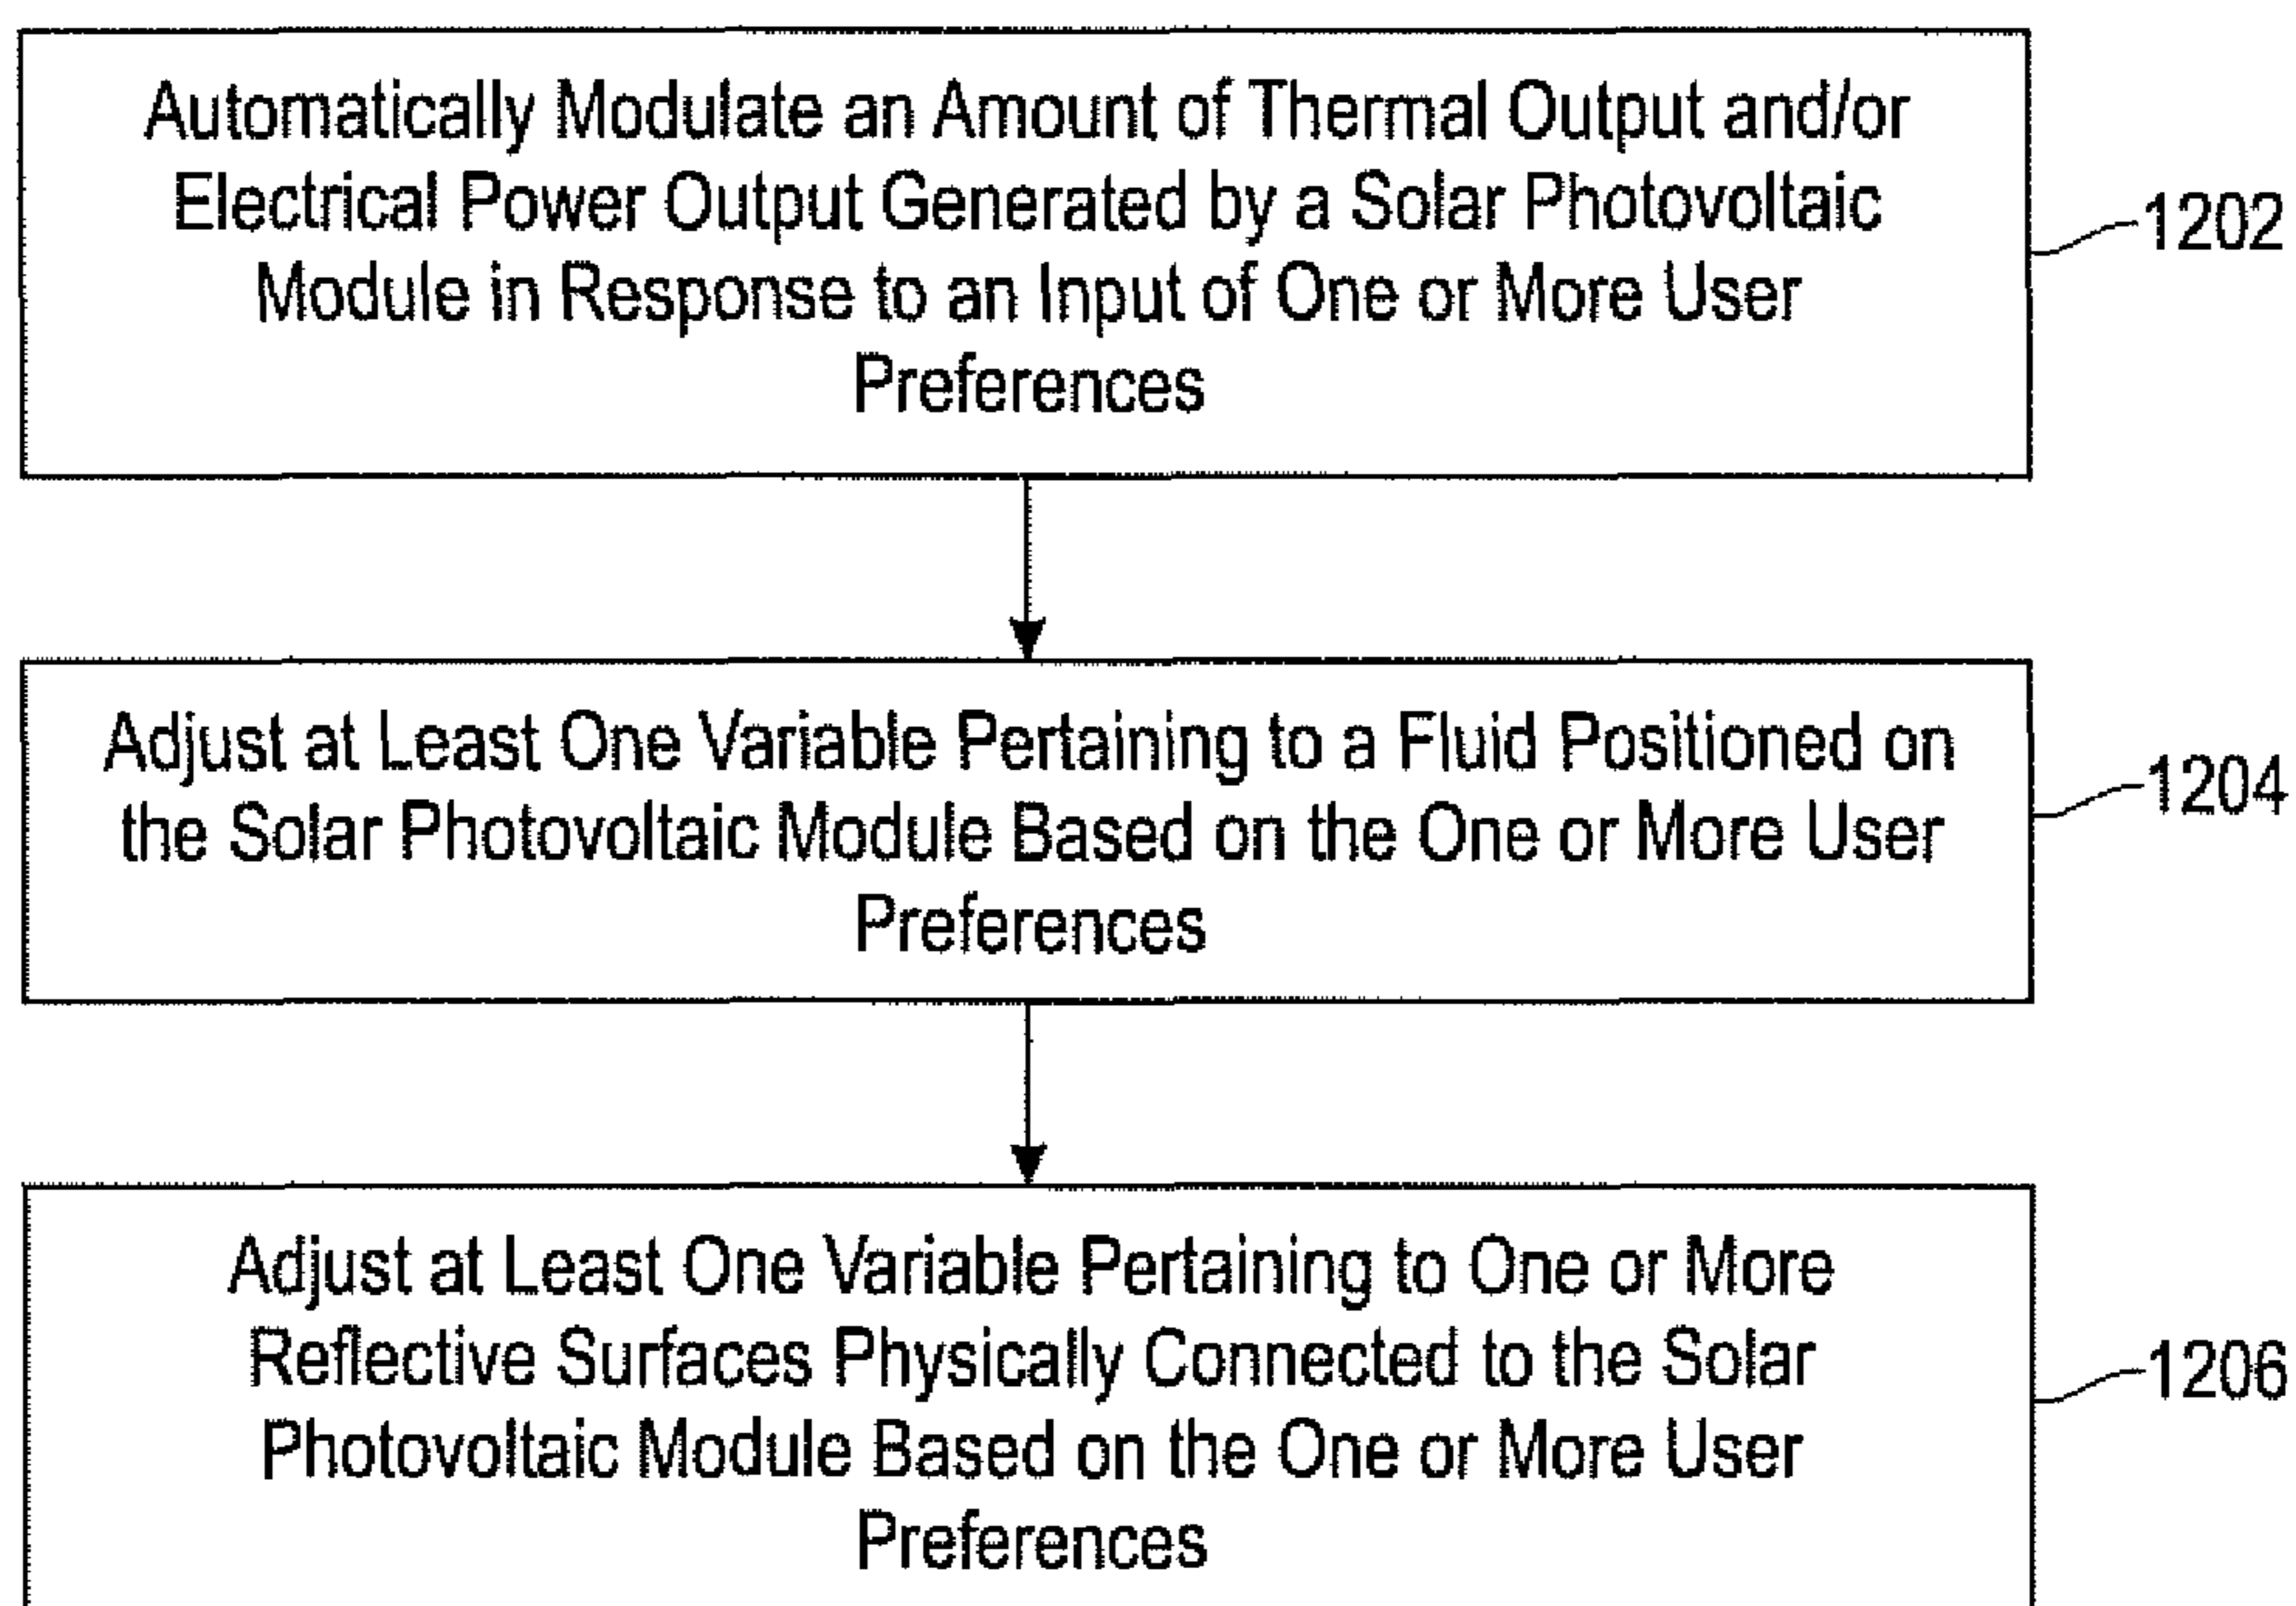 Automatically Modulate an Amount of Thermal Output and/or
Electrical Power Output Generated by a Solar Photovoltaic
Module in Response to an Input of One or More User
Preferences
1202
Adjust at Least One Variable Pertaining to a Fluid Positioned on
the Solar Photovoltaic Module Based on the One or More User
Preferences
1204
Adjust at Least One Variable Pertaining to One or More
Reflective Surfaces Physically Connected to the Solar
Photovoltaic Module Based on the One or More User
Preferences
1206